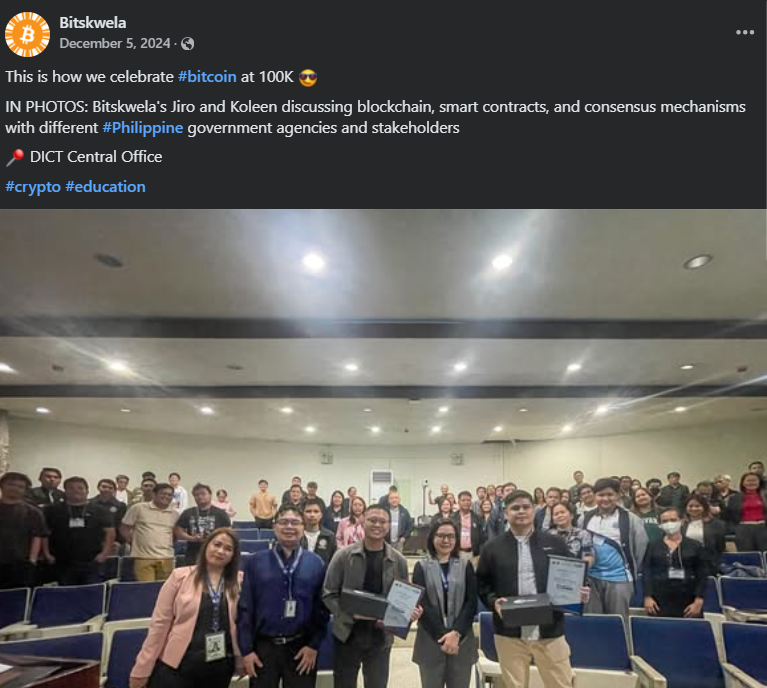 Bitskwela
December 5, 2024 ·
This is how we celebrate #bitcoin at 100K 😎
IN PHOTOS: Bitskwela's Jiro and Koleen discussing blockchain, smart contracts, and consensus mechanisms
with different #Philippine government agencies and stakeholders
📍 DICT Central Office
#crypto #education